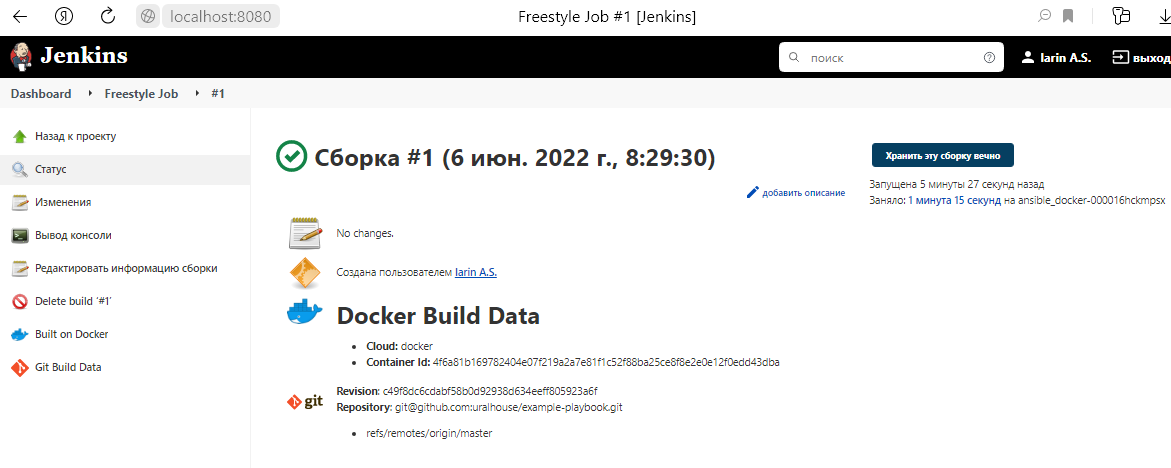 localhost:8080
Freestyle Job #1 [Jenkins]
Jenkins
поиск
Iarin A.S.
выход
Dashboard
Freestyle Job
#1
Назад к проекту
Статус
Изменения
Вывод консоли
Редактировать информацию сборки
Delete build ‘#1’
Built on Docker
Git Build Data
Сборка #1 (6 июн. 2022 г., 8:29:30)
Хранить эту сборку вечно
добавить описание
Запущена 5 минуты 27 секунд назад
Заняло: 1 минута 15 секунд на ansible_docker-000016hckmpsx
No changes.
Создана пользователем Iarin A.S.
Docker Build Data
Cloud: docker
Container Id: 4f6a81b169782404e07f219a2a7e81f1c52f88ba25ce8f8e2e0e12f0edd43dba
git
Revision: c49f8dc6cdabf58b0d92938d634eeff805923a6f
Repository: git@github.com:uralhouse/example-playbook.git
refs/remotes/origin/master